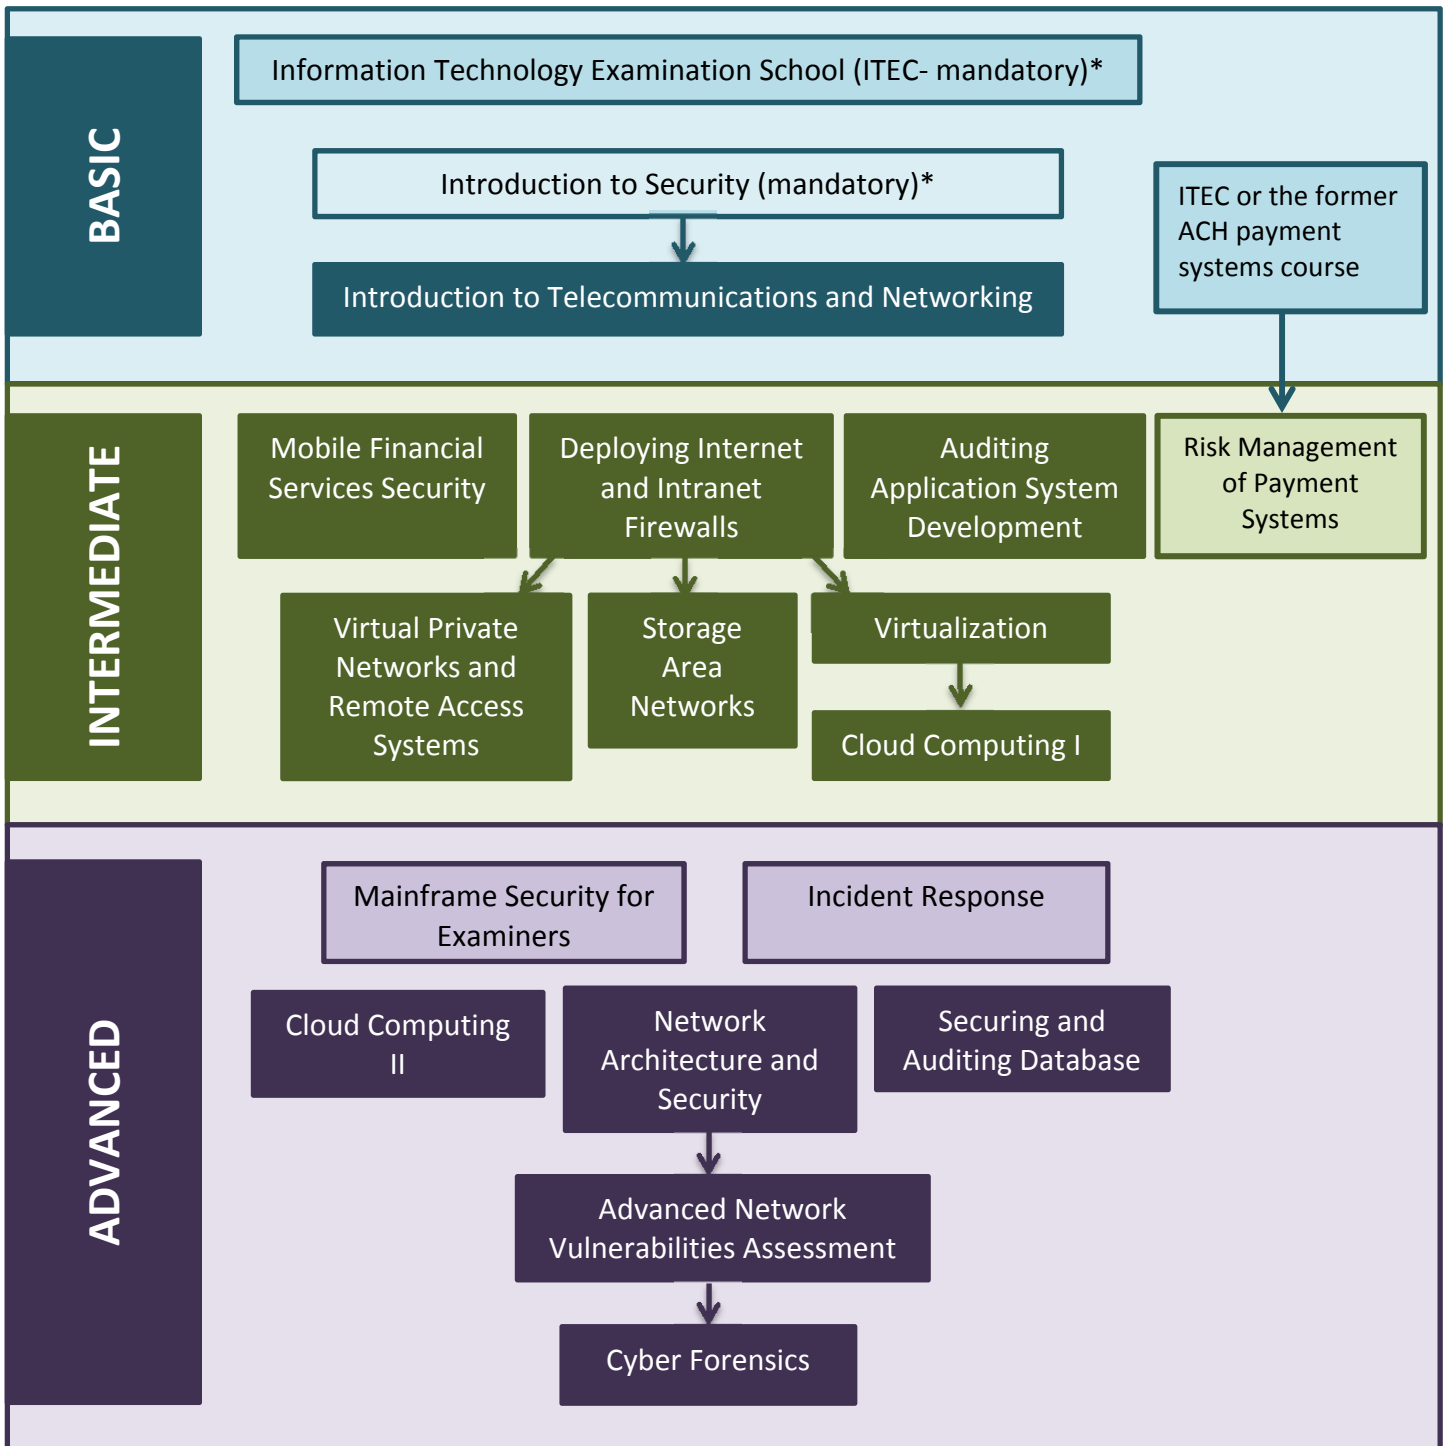 BASIC
Information Technology Examination School (ITEC- mandatory)*
Introduction to Security (mandatory)*
Introduction to Telecommunications and Networking
ITEC or the former
ACH payment
systems course
INTERMEDIATE
Mobile Financial
Services Security
Deploying Internet
and Intranet
Firewalls
Auditing
Application System
Development
Risk Management
of Payment
Systems
Virtual Private
Networks and
Remote Access
Systems
Storage
Area
Networks
Virtualization
Cloud Computing I
ADVANCED
Mainframe Security for
Examiners
Incident Response
Cloud Computing
II
Network
Architecture and
Security
Securing and
Auditing Database
Advanced Network
Vulnerabilities Assessment
Cyber Forensics